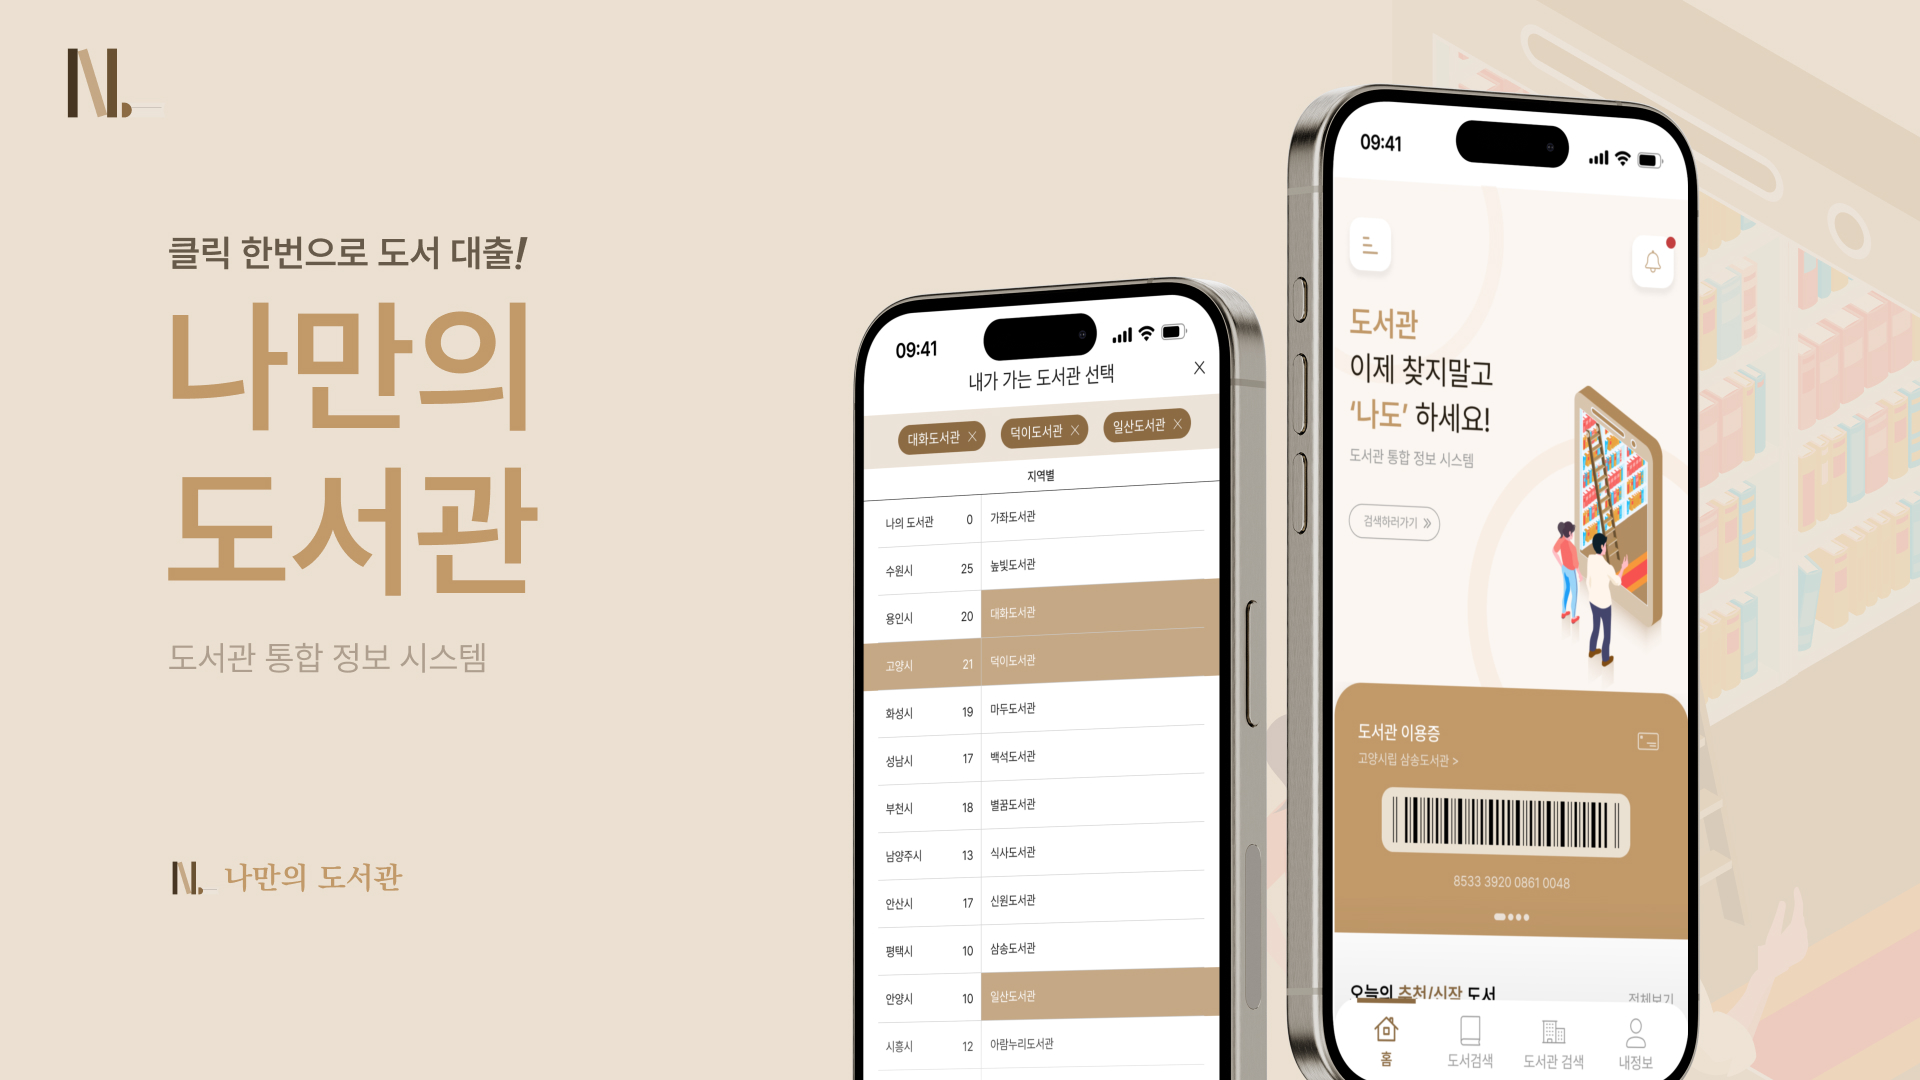 N.
클릭 한번으로 도서 대출!
나만의
도서관
도서관 통합 정보 시스템
N. 나만의 도서관
09:41
내가 가는 도서관 선택 X
대화도서관 X 덕이도서관 X 일산도서관 X
지역별
나의 도서관 0 가좌도서관
수원시 25 높빛도서관
용인시 20 대화도서관
고양시 21 덕이도서관
화성시 19 마두도서관
성남시 17 백석도서관
부천시 18 별꿈도서관
남양주시 13 식사도서관
안산시 17 신원도서관
평택시 10 삼송도서관
안양시 10 일산도서관
시흥시 12 아람누리도서관
09:41
도서관
이제 찾지말고
‘나도’ 하세요!
도서관 통합 정보 시스템
검색하러가기 »
도서관 이용증
고양시립 삼송도서관 >
8533 3920 0861 0048
오늘의 추천/신작 도서 전체보기
홈 도서검색 도서관 검색 내정보